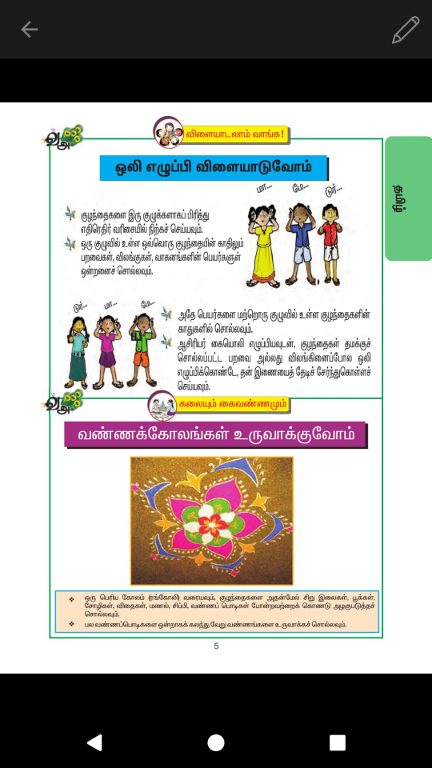 விளையாடலாம் வாங்க!
ஒலி எழுப்பி விளையாடுவோம்
மா... மே... டுர்...
குழந்தைகளை இரு குழுக்களாகப் பிரித்து
எதிரெதிர் வரிசையில் நிற்கச் செய்யவும்.
ஒரு குழுவில் உள்ள ஒவ்வொரு குழந்தையின் காதிலும்
பறவைகள், விலங்குகள், வாகனங்களின் பெயர்களுள்
ஒன்றனைச் சொல்லவும்.
தமிழ்
டுர்... மா... மே...
அதே பெயர்களை மற்றொரு குழுவில் உள்ள குழந்தைகளின்
காதுகளில் சொல்லவும்.
ஆசிரியர் கையொலி எழுப்பியவுடன், குழந்தைகள் தமக்குச்
சொல்லப்பட்ட பறவை அல்லது விலங்கினைப்போல ஒலி
எழுப்பிக்கொண்டே, தன் இணையைத் தேடிச் சேர்ந்துகொள்ளச்
செய்யவும்.
கலையும் கைவண்ணமும்
வண்ணக்கோலங்கள் உருவாக்குவோம்
ஒரு பெரிய கோலம் (ரங்கோலி) வரையவும், குழந்தைகளை அதன்மேல் சிறு இலைகள், பூக்கள்,
சோழிகள், விதைகள், மணல், சிப்பி, வண்ணப் பொடிகள் போன்றவற்றைக் கொண்டு அழகுபடுத்தச்
சொல்லவும்.
பல வண்ணப்பொடிகளை ஒன்றாகக் கலந்து வேறு வண்ணங்களை உருவாக்கச் சொல்லவும்.
5